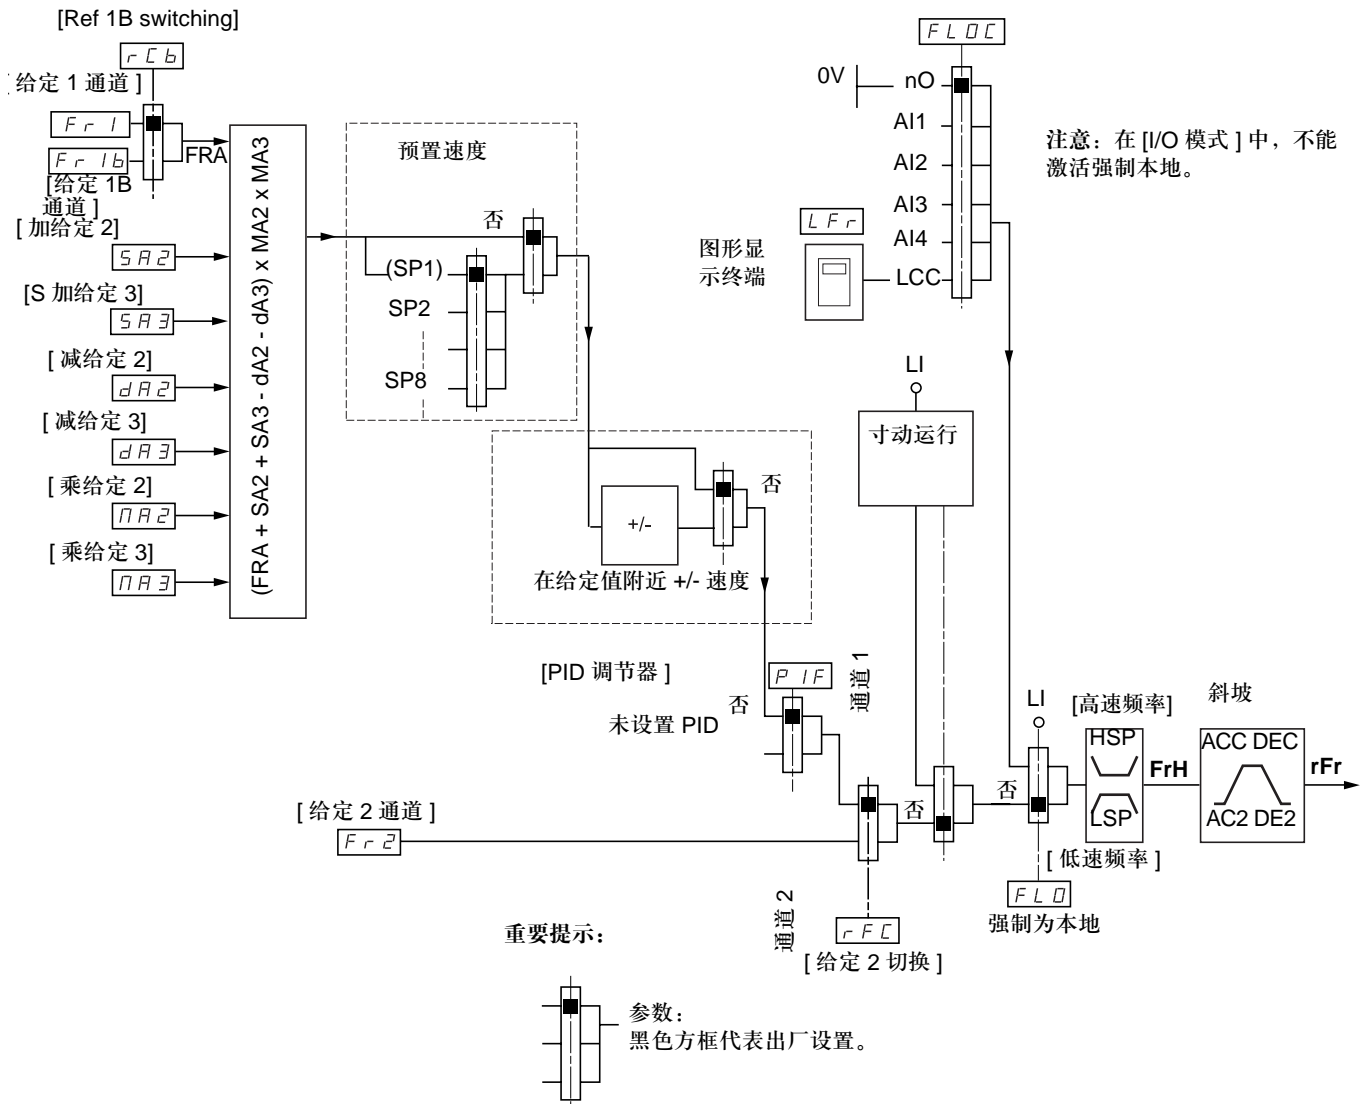 [Ref 1B switching]
rCb
[ 给定 1 通道 ]
Fr1
Fr1b
FRA
[给定 1B
通道 ]
[ 加给定 2]
SA2
[S 加给定 3]
SA3
[ 减给定 2]
dA2
[ 减给定 3]
dA3
[ 乘给定 2]
MA2
[ 乘给定 3]
MA3
(FRA + SA2 + SA3 - dA2 - dA3) x MA2 x MA3
预置速度
否
(SP1)
SP2
SP8
+/-
否
在给定值附近 +/- 速度
FLOC
0V
nO
AI1
AI2
AI3
AI4
LCC
LFr
图形显
示终端
注意：在 [I/O 模式 ] 中，不能
激活强制本地。
LI
寸动运行
[PID 调节器 ]
PIF
否
未设置 PID
通道 1
[ 给定 2 通道 ]
Fr2
通道 2
rFC
[ 给定 2 切换 ]
否
否
LI
FLO
强制为本地
[高速频率]
HSP
LSP
[ 低速频率 ]
FrH
斜坡
ACC DEC
AC2 DE2
rFr
重要提示：
参数：
黑色方框代表出厂设置。